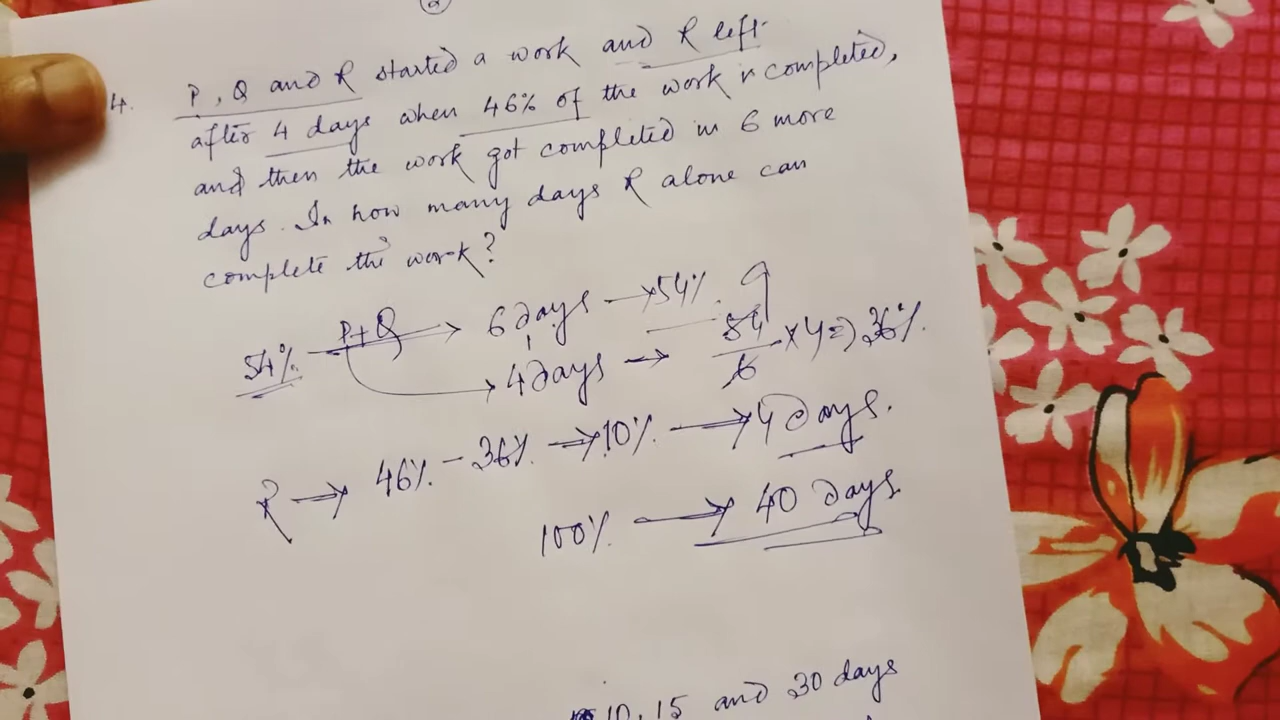 2
4. P, Q and R started a work and R left
after 4 days when 46% of the work is completed,
and then the work got completed in 6 more
days. In how many days R alone can
complete the work?
54% P+Q → 6 days → 54%.
4 days → 54/6 × 4 ⇒ 36%. 9
R → 46% - 36% ⇒ 10% → 4 days.
100% → 40 days
10, 15 and 30 days